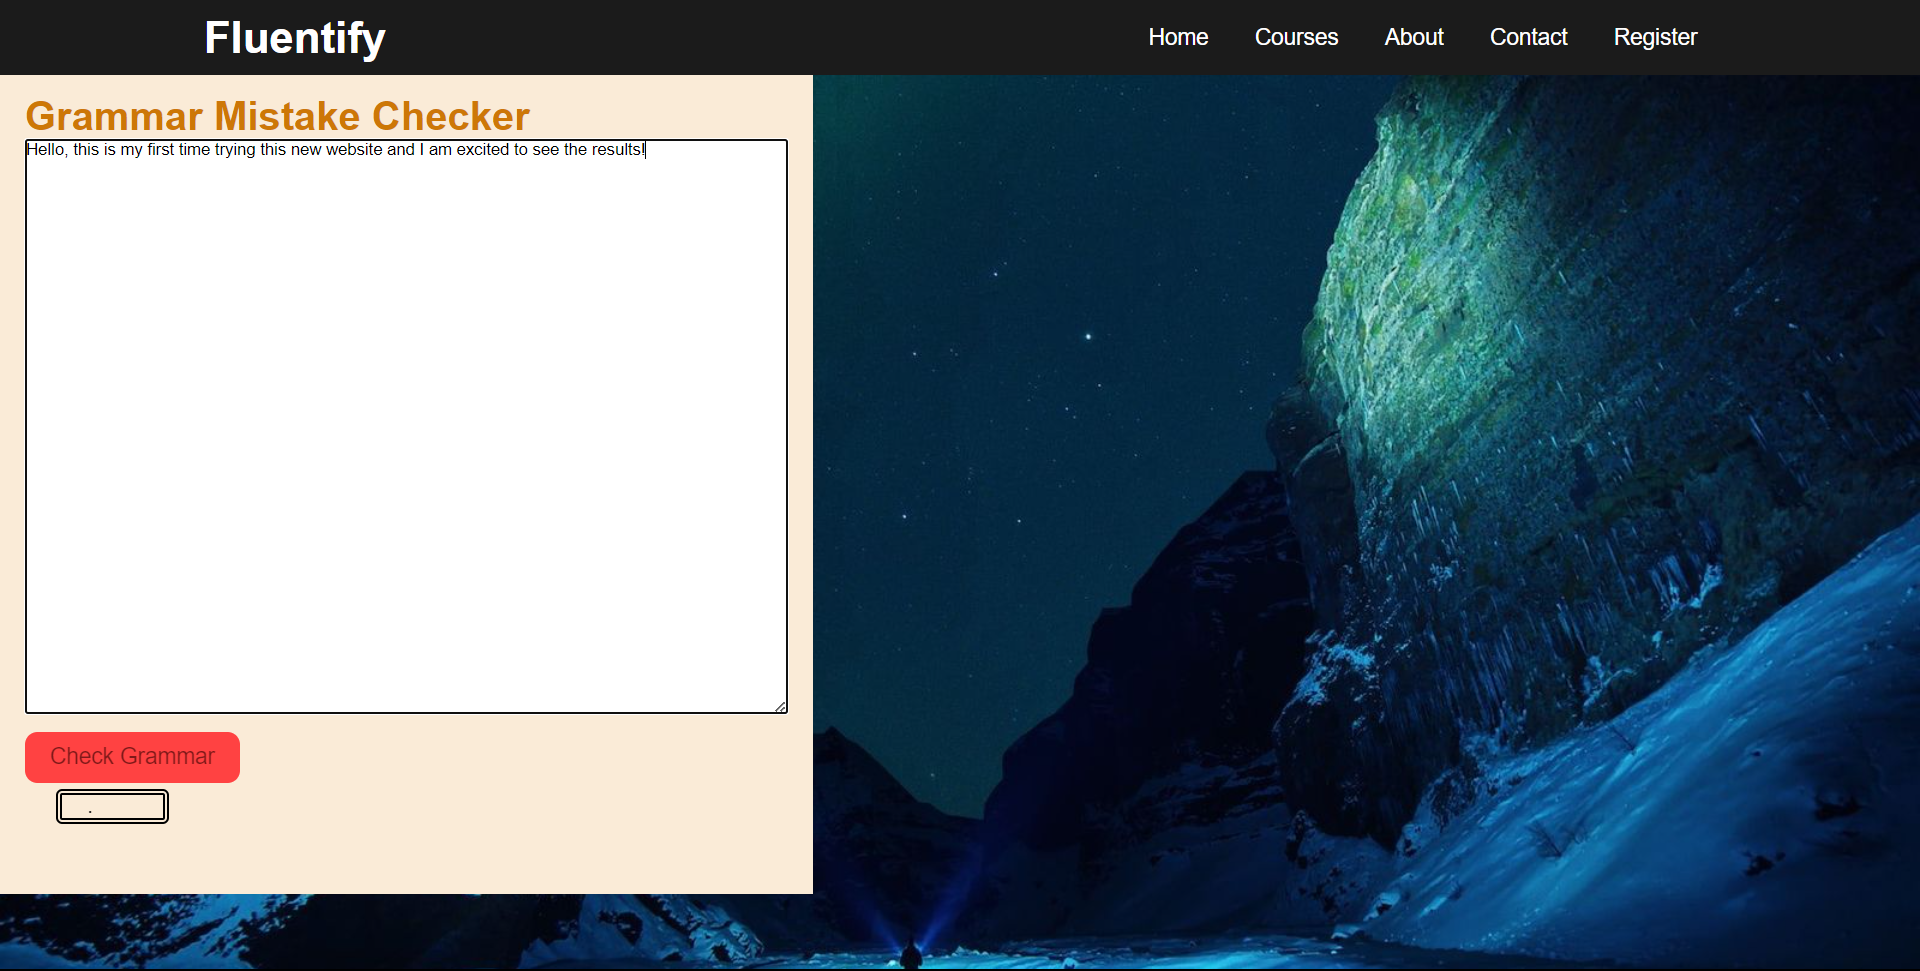 Fluentify
Home Courses About Contact Register
Grammar Mistake Checker
Hello, this is my first time trying this new website and I am excited to see the results!
Check Grammar
.